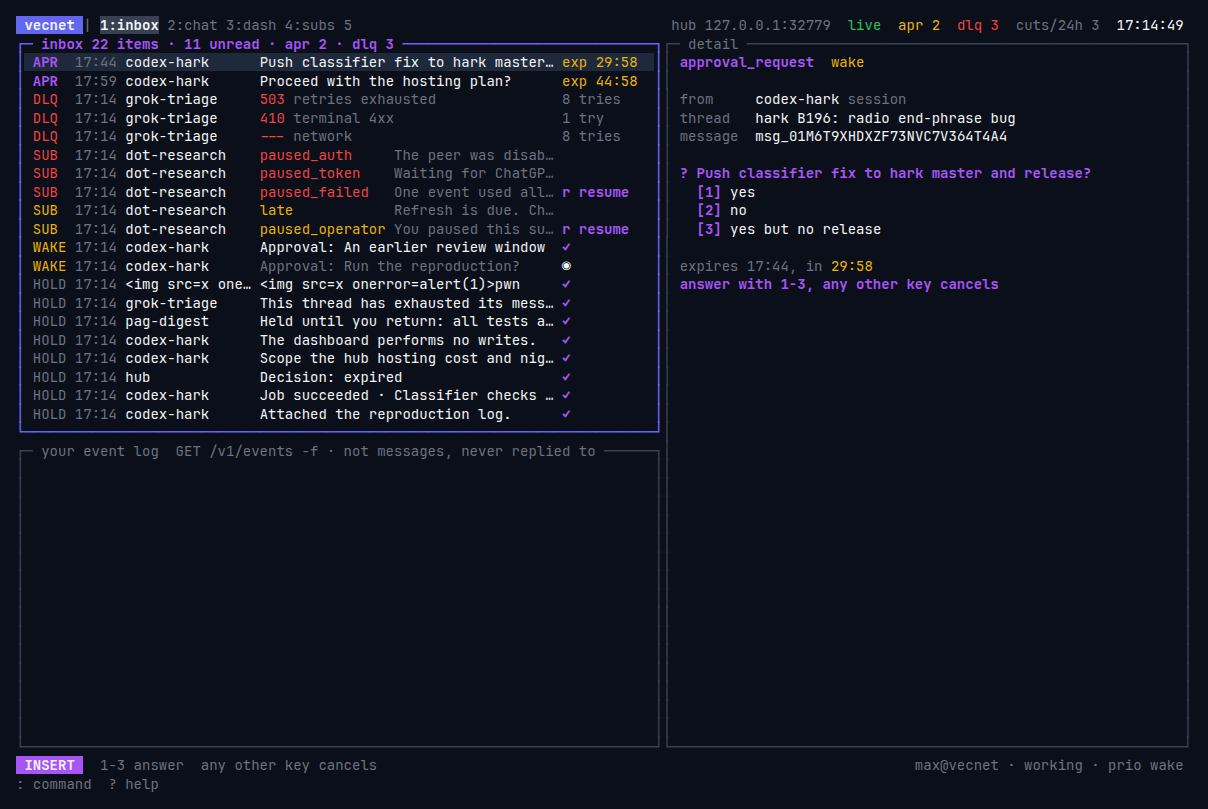 vecnet | 1:inbox 2:chat 3:dash 4:subs 5 hub 127.0.0.1:32779 live apr 2 dlq 3 cuts/24h 3 17:14:49
inbox 22 items · 11 unread · apr 2 · dlq 3
APR 17:44 codex-hark Push classifier fix to hark master… exp 29:58
APR 17:59 codex-hark Proceed with the hosting plan? exp 44:58
DLQ 17:14 grok-triage 503 retries exhausted 8 tries
DLQ 17:14 grok-triage 410 terminal 4xx 1 try
DLQ 17:14 grok-triage --- network 8 tries
SUB 17:14 dot-research paused_auth The peer was disab…
SUB 17:14 dot-research paused_token Waiting for ChatGP…
SUB 17:14 dot-research paused_failed One event used all… r resume
SUB 17:14 dot-research late Refresh is due. Ch…
SUB 17:14 dot-research paused_operator You paused this su… r resume
WAKE 17:14 codex-hark Approval: An earlier review window ✓
WAKE 17:14 codex-hark Approval: Run the reproduction? ◉
HOLD 17:14 <img src=x one… <img src=x onerror=alert(1)>pwn ✓
HOLD 17:14 grok-triage This thread has exhausted its mess… ✓
HOLD 17:14 pag-digest Held until you return: all tests a… ✓
HOLD 17:14 codex-hark The dashboard performs no writes. ✓
HOLD 17:14 codex-hark Scope the hub hosting cost and nig… ✓
HOLD 17:14 hub Decision: expired ✓
HOLD 17:14 codex-hark Job succeeded · Classifier checks … ✓
HOLD 17:14 codex-hark Attached the reproduction log. ✓
your event log GET /v1/events -f · not messages, never replied to
detail
approval_request wake
from codex-hark session
thread hark B196: radio end-phrase bug
message msg_01M6T9XHDXZF73NVC7V364T4A4
? Push classifier fix to hark master and release?
[1] yes
[2] no
[3] yes but no release
expires 17:44, in 29:58
answer with 1-3, any other key cancels
INSERT 1-3 answer any other key cancels max@vecnet · working · prio wake
: command ? help